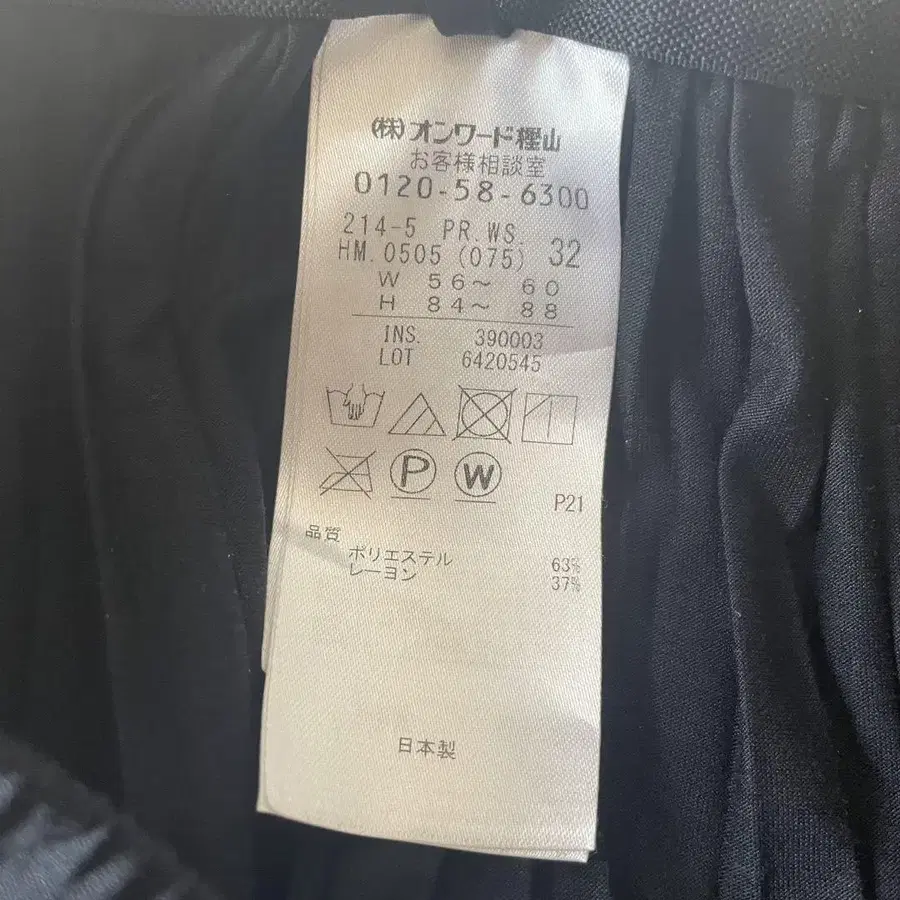 (株)オンワード樫山
お客様相談室
0120-58-6300
214-5 PR.WS. 32
HM.0505(075)
W 56～ 60
H 84～ 88
INS. 390003
LOT 6420545
P W
P21
品質
ポリエステル 63%
レーヨン 37%
日本製